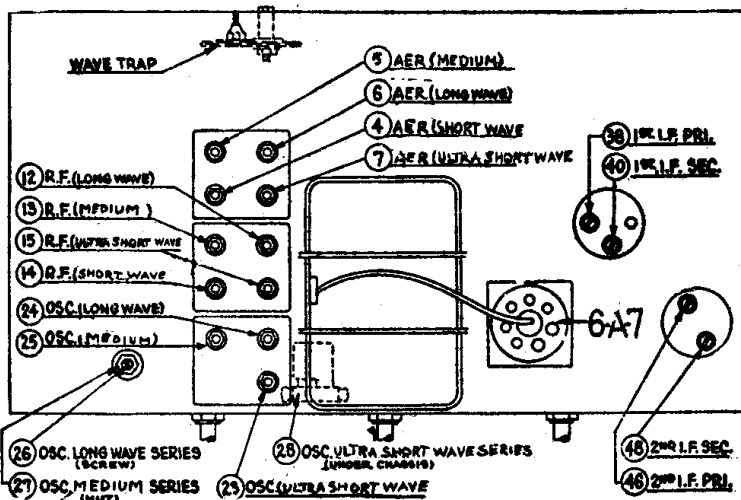 WAVE TRAP
5 AER (MEDIUM)
6 AER (LONG WAVE)
4 AER (SHORT WAVE
7 AER (ULTRA SHORT WAVE
38 1ST. I.F. PRI.
40 1ST. I.F. SEC.
12 R.F. (LONG WAVE)
13 R.F. (MEDIUM )
15 R.F. (ULTRA SHORT WAVE
14 R.F. (SHORT WAVE
24 OSC. (LONG WAVE)
25 OSC. (MEDIUM)
6A7
26 OSC. LONG WAVE SERIES
(SCREW)
27 OSC. MEDIUM SERIES
(NUT)
28 OSC. ULTRA SHORT WAVE SERIES
(UNDER CHASSIS)
23 OSC. (ULTRA SHORT WAVE
48 2ND I.F. SEC.
46 2ND I.F. PRI.